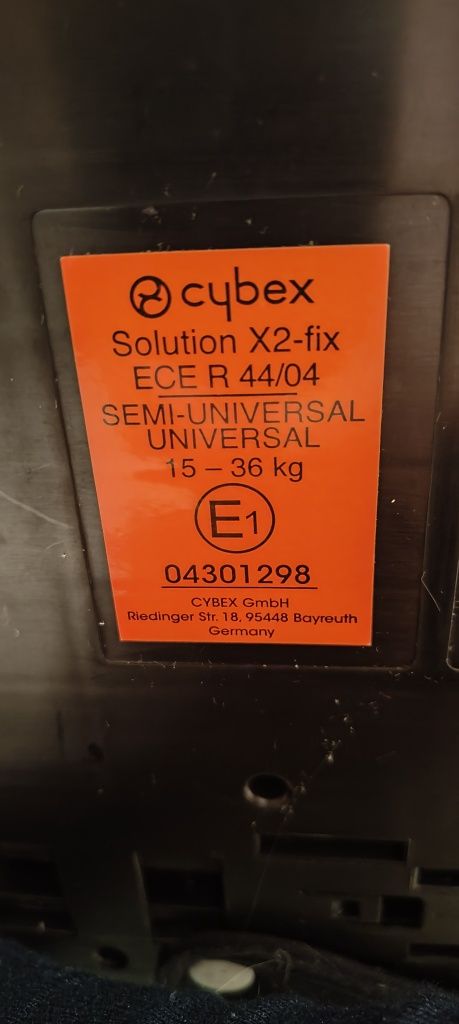 cybex
Solution X2-fix
ECE R 44/04
SEMI-UNIVERSAL
UNIVERSAL
15 – 36 kg
E1
04301298
CYBEX GmbH
Riedinger Str. 18, 95448 Bayreuth
Germany